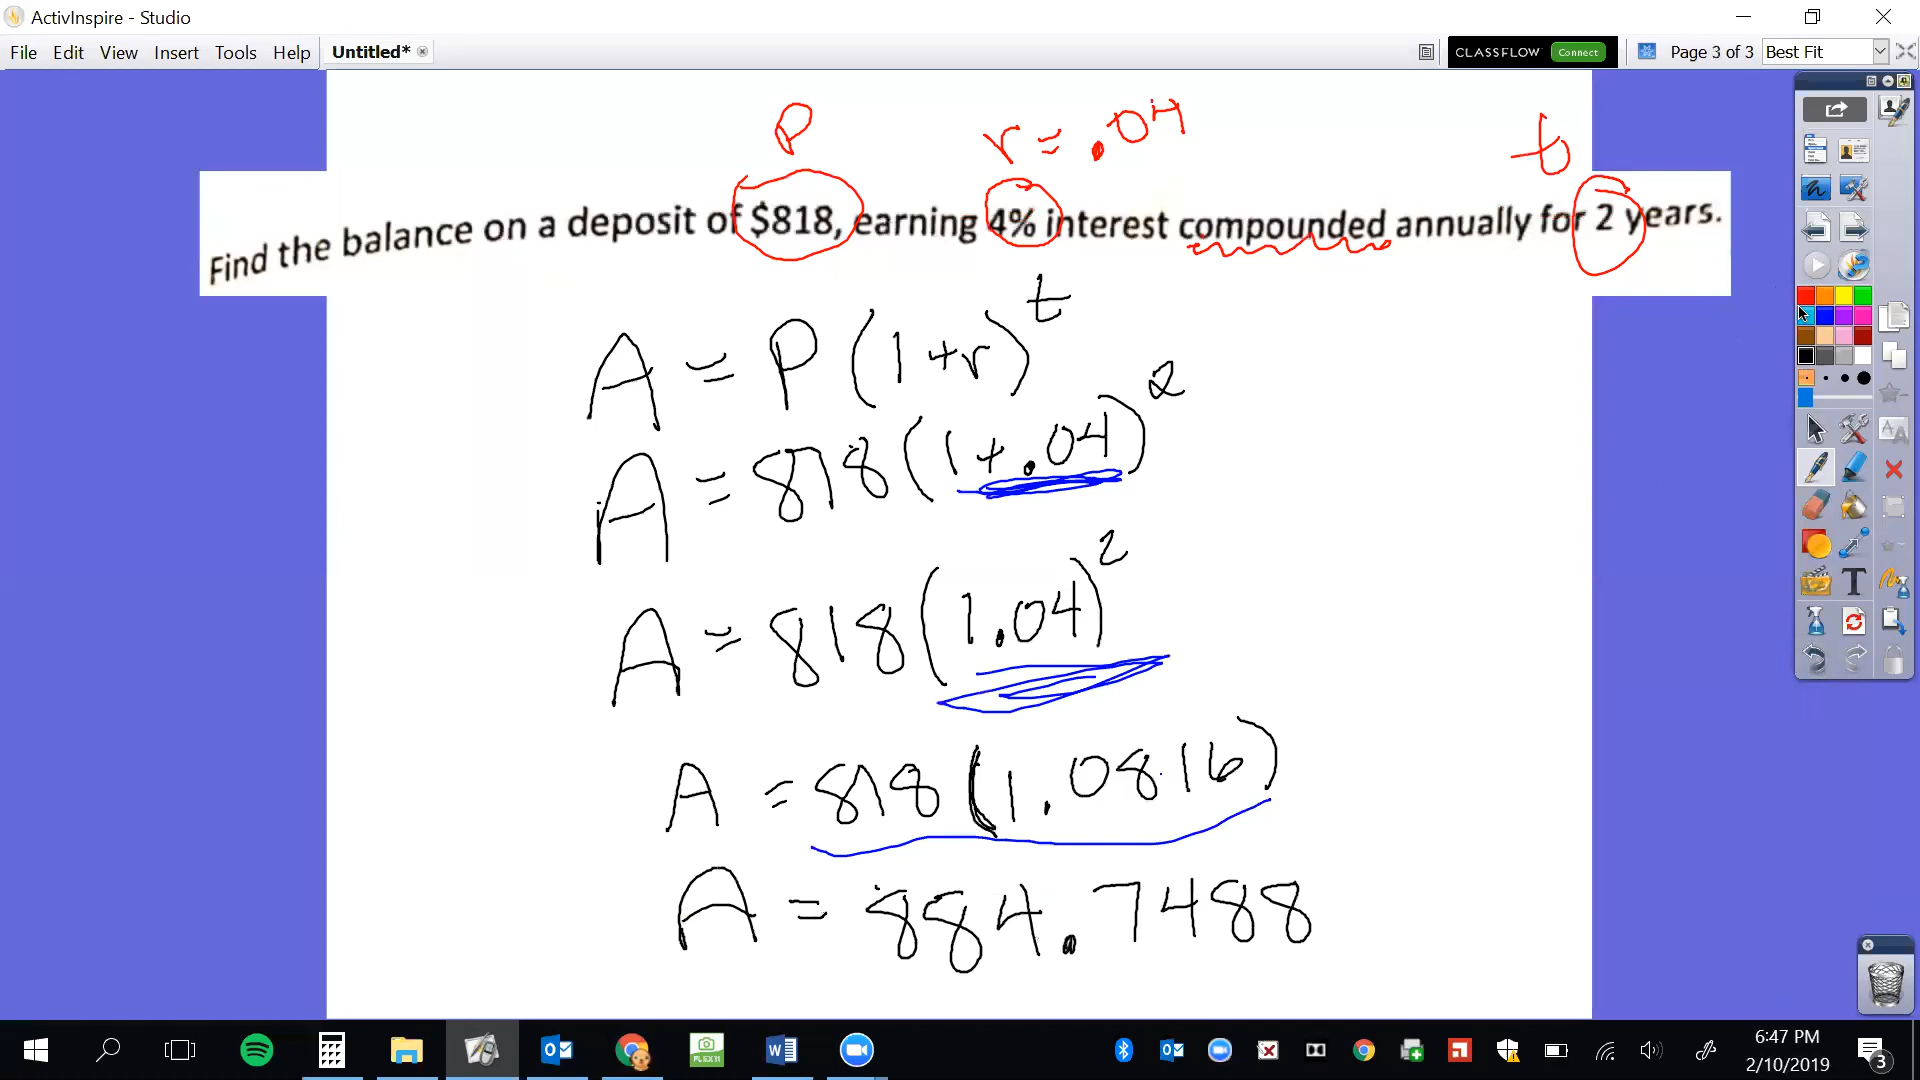 ActivInspire - Studio
File Edit View Insert Tools Help Untitled* CLASSFLOW Connect Page 3 of 3 Best Fit
P r = .04 t
Find the balance on a deposit of $818, earning 4% interest compounded annually for 2 years.
A = P(1+r)^t
A = 818(1+.04)^2
A = 818(1.04)^2
A = 818(1.0816)
A = 884.7488
6:47 PM
2/10/2019
3